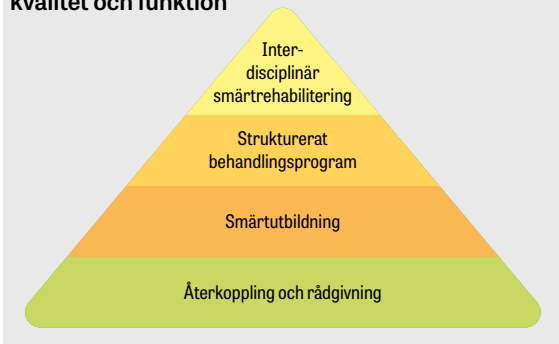 kvalitet och funktion
Inter-
disciplinär
smärtrehabilitering
Strukturerat
behandlingsprogram
Smärtutbildning
Återkoppling och rådgivning